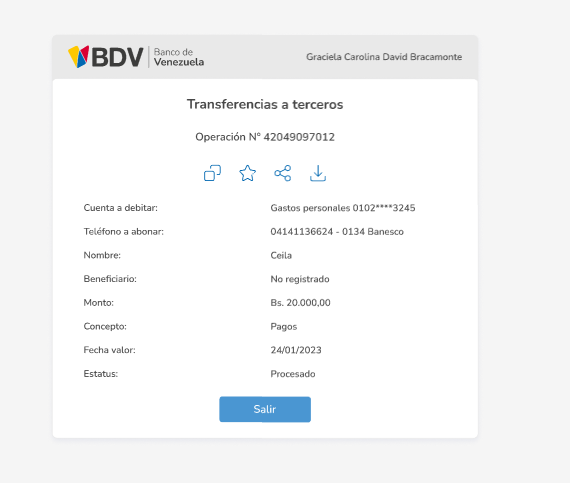 BDV Banco de Venezuela
Graciela Carolina David Bracamonte
Transferencias a terceros
Operación N° 42049097012
Cuenta a debitar: Gastos personales 0102****3245
Teléfono a abonar: 04141136624 - 0134 Banesco
Nombre: Ceila
Beneficiario: No registrado
Monto: Bs. 20.000,00
Concepto: Pagos
Fecha valor: 24/01/2023
Estatus: Procesado
Salir